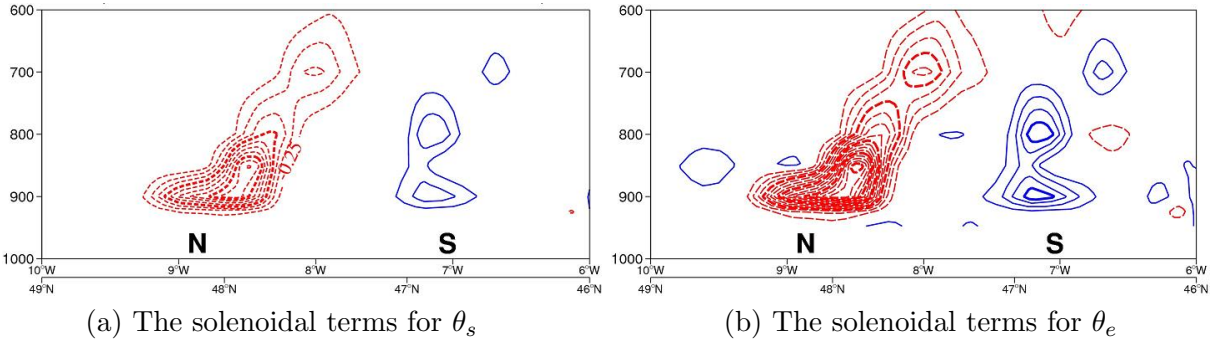 600
700
800
900
1000
0.25
N
S
10°W 9°W 8°W 7°W 6°W
49°N 48°N 47°N 46°N
(a) The solenoidal terms for θs
600
700
800
900
1000
N
S
10°W 9°W 8°W 7°W 6°W
49°N 48°N 47°N 46°N
(b) The solenoidal terms for θe